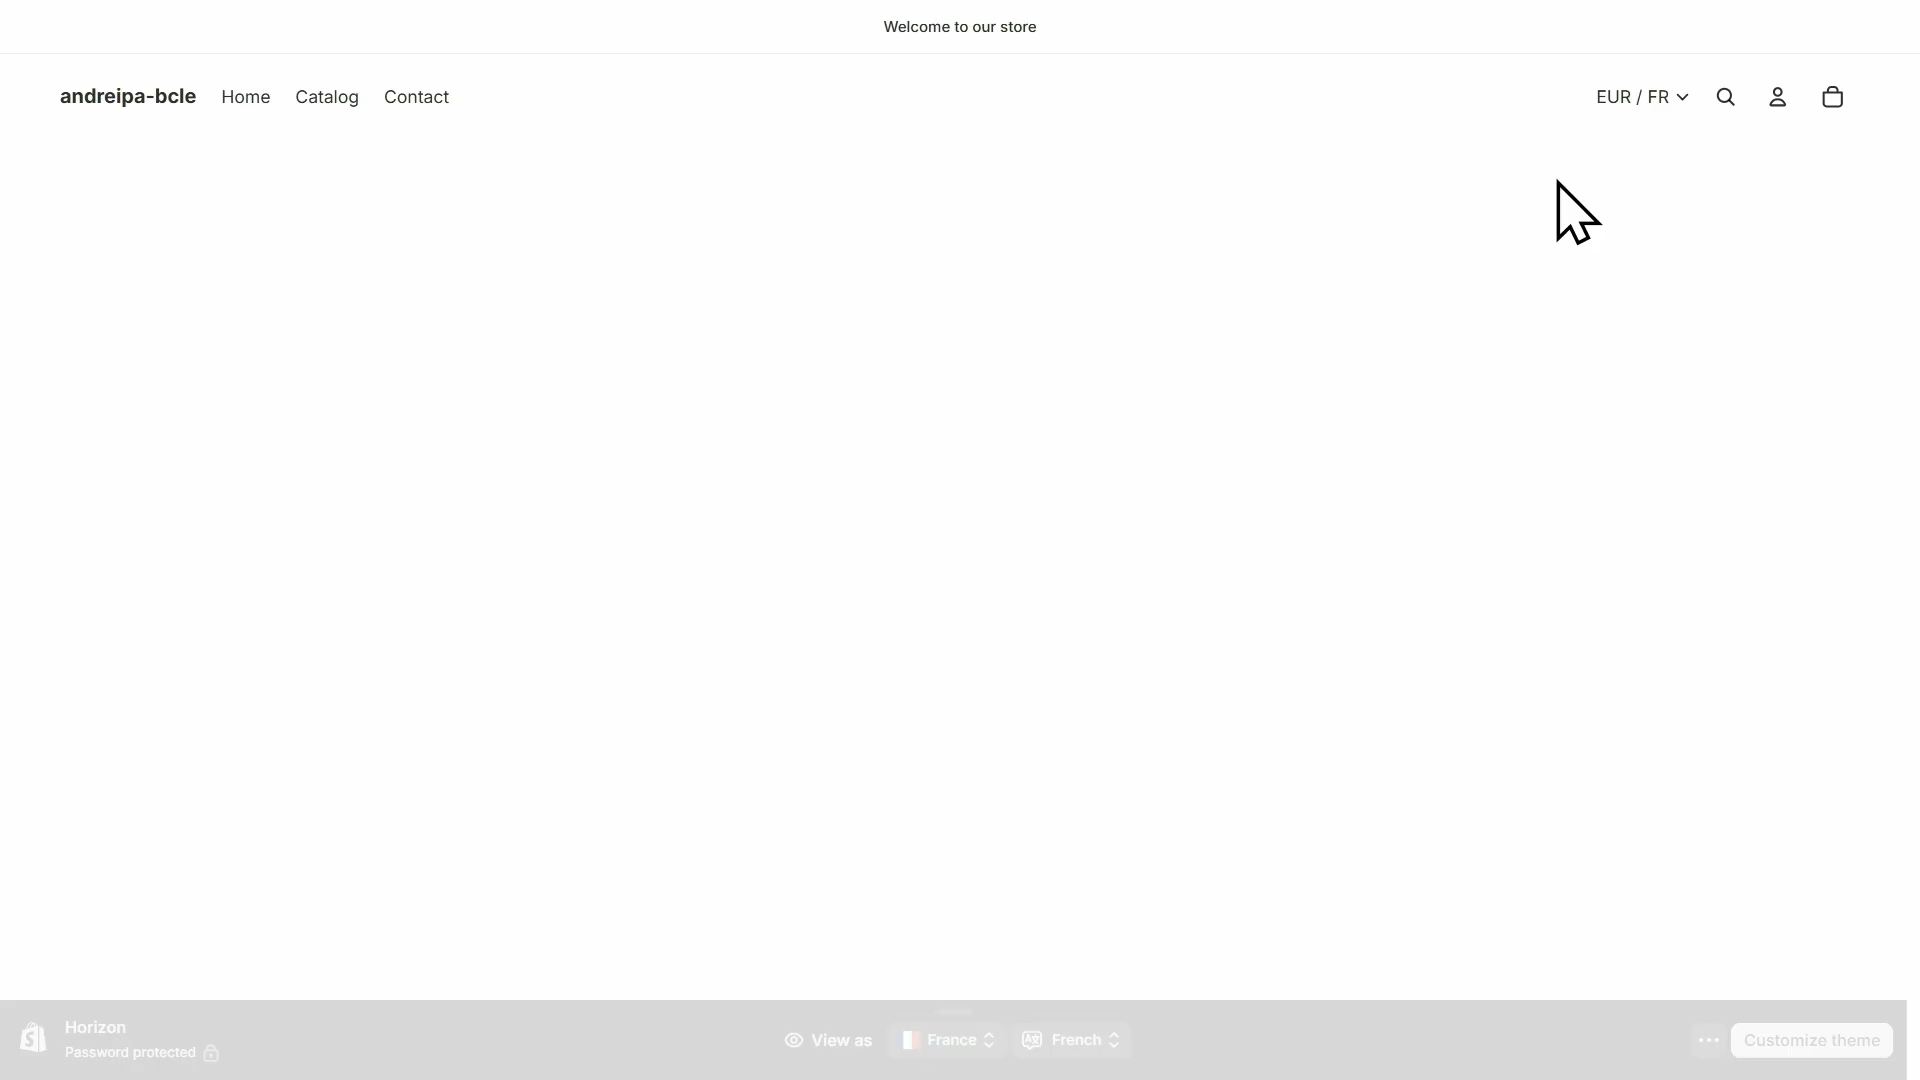 Welcome to our store
andreipa-bcle Home Catalog Contact EUR / FR
Horizon
Password protected
View as France French
Customize theme